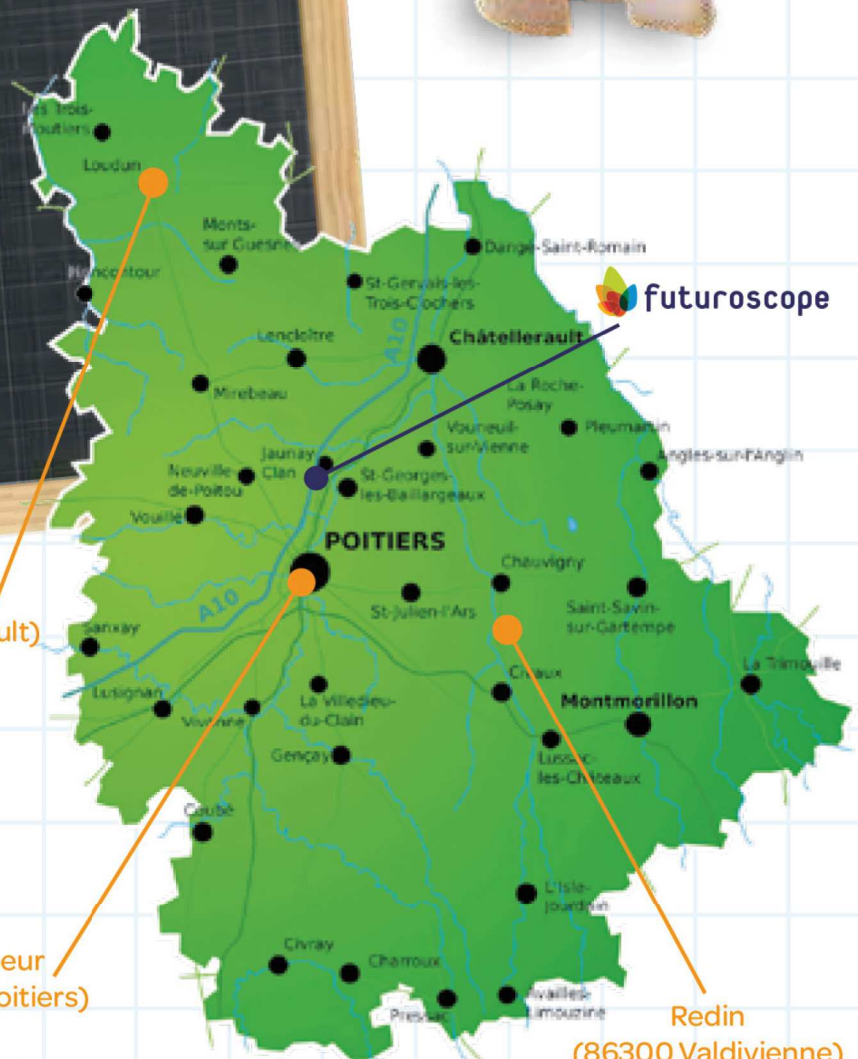 Les Trois-
Moutiers
Loudun
Monts-
sur Guesne
Moncontour
Dangé-Saint-Romain
St-Gervais-les-
Trois-Clochers
futuroscope
Lencloître
A10
Châtellerault
Mirebeau
La Roche-
Posay
Pleumartin
Vouneuil-
sur-Vienne
Jaunay
Clan
Angles-sur-l'Anglin
Neuville-
de-Poitou
St-Georges-
les-Baillargeaux
Vouillé
POITIERS
Chauvigny
A10
St-Julien-l'Ars
Saint-Savin-
sur-Gartempe
ult)
Sanxay
Civaux
La Trimouille
Lusignan
La Villedieu-
du-Clain
Montmorillon
Vivonne
Gençay
Lussac-
les-Châteaux
Couhé
L'Isle-
Jourdain
Civray
Charroux
eur
oitiers)
Availles-
Limouzine
Pressac
Redin
(86300 Valdivienne)